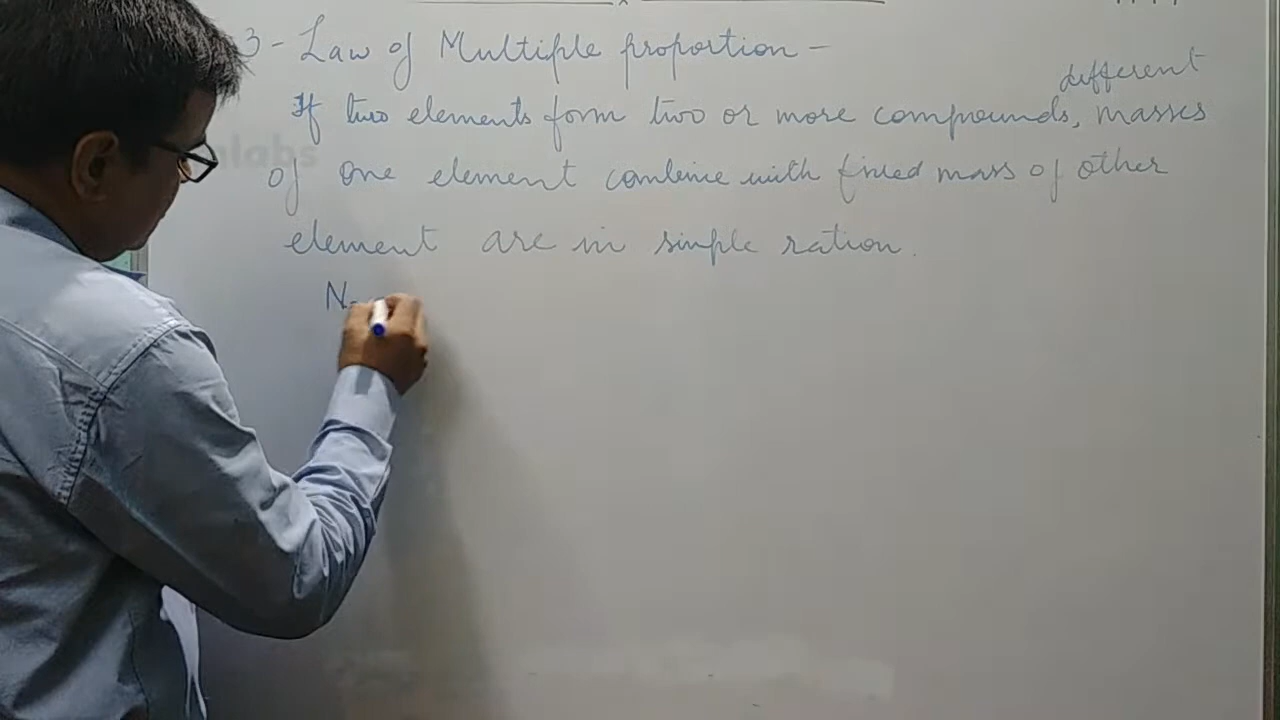 3- Law of Multiple proportion -
different
If two elements form two or more compounds, masses
of one element combine with fixed mass of other
element are in simple ration.
N